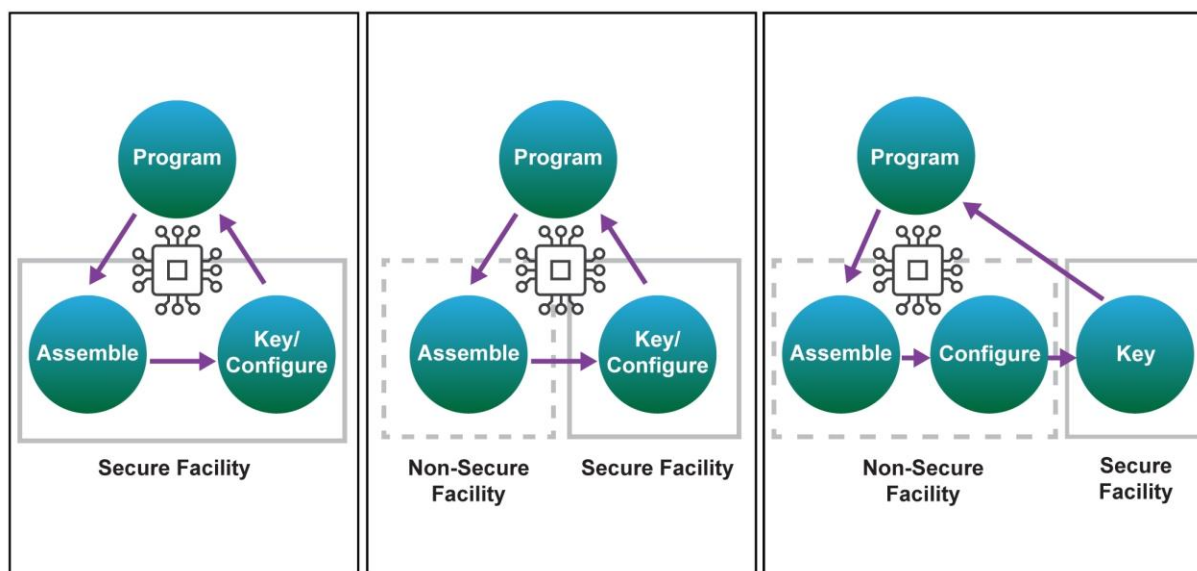 Program
Assemble
Key/
Configure
Secure Facility
Program
Assemble
Key/
Configure
Non-Secure
Facility
Secure Facility
Program
Assemble
Configure
Key
Non-Secure
Facility
Secure
Facility